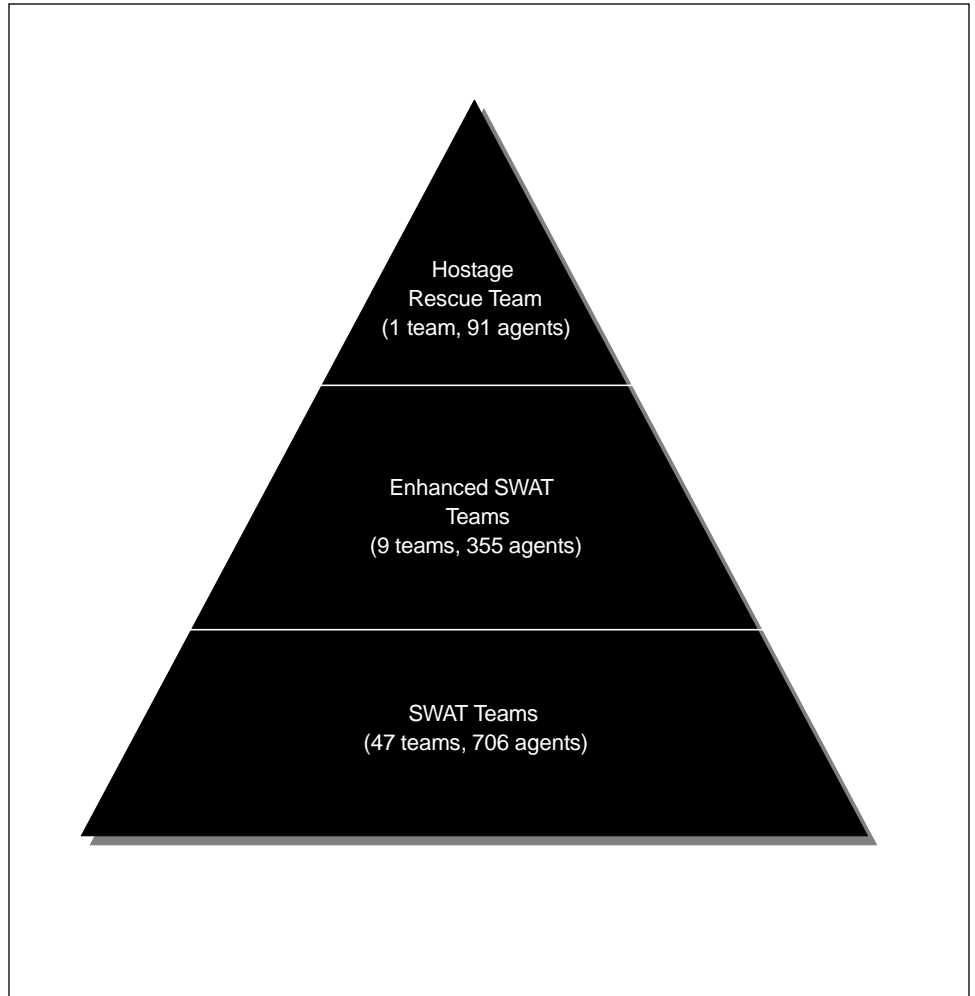 Hostage
Rescue Team
(1 team, 91 agents)
Enhanced SWAT
Teams
(9 teams, 355 agents)
SWAT Teams
(47 teams, 706 agents)